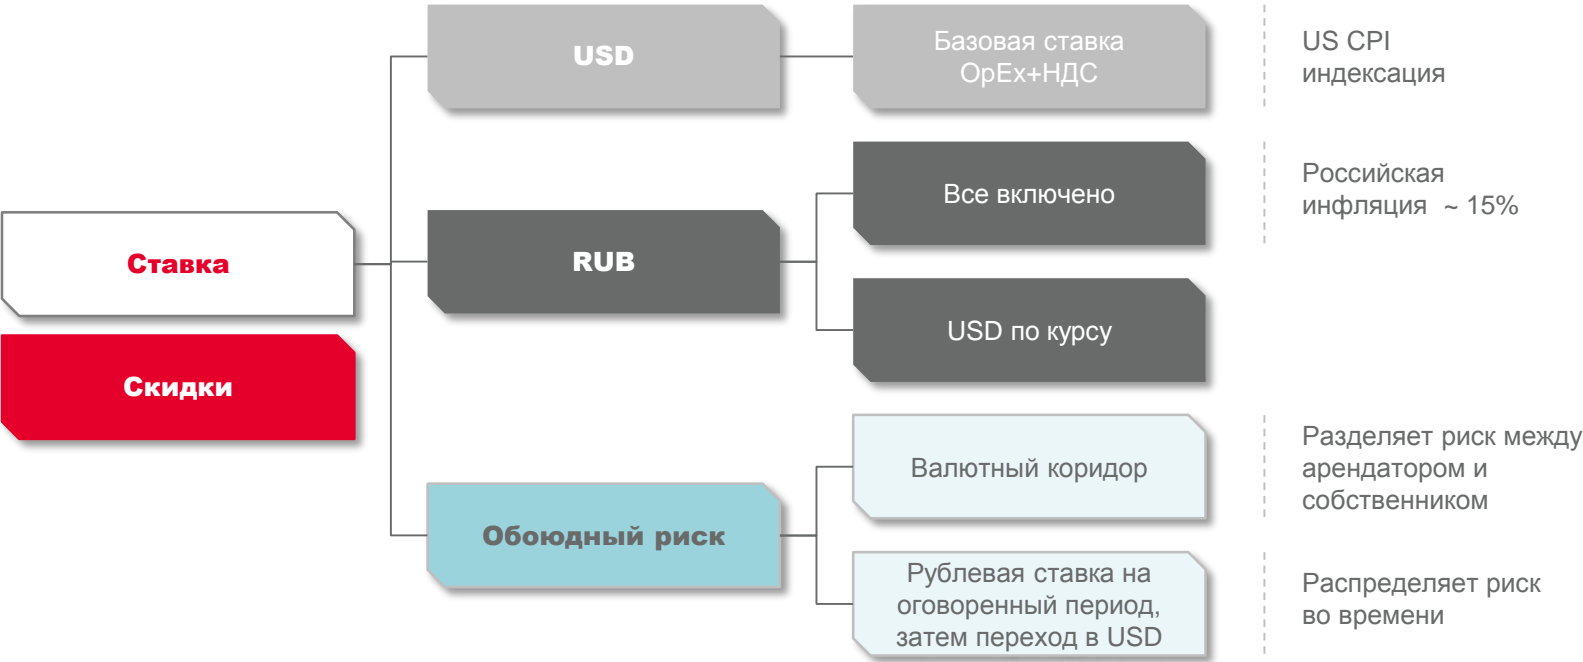 USD
Базовая ставка
OpEx+НДС
US CPI
индексация
Все включено
Российская
инфляция ~ 15%
Ставка
RUB
USD по курсу
Скидки
Валютный коридор
Разделяет риск между
арендатором и
собственником
Обоюдный риск
Рублевая ставка на
оговоренный период,
затем переход в USD
Распределяет риск
во времени